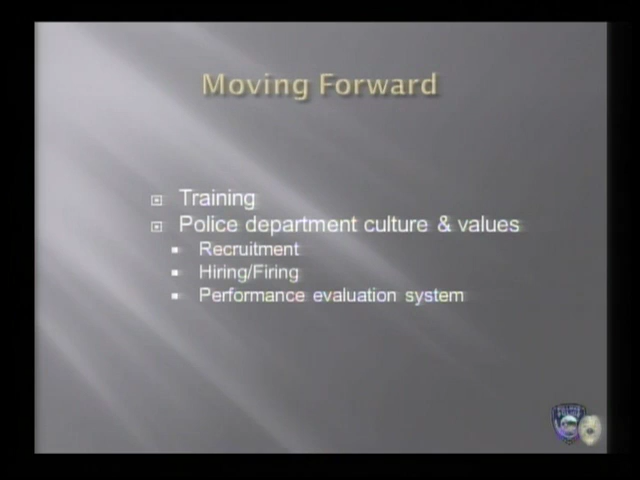 Moving Forward
Training
Police department culture & values
Recruitment
Hiring/Firing
Performance evaluation system